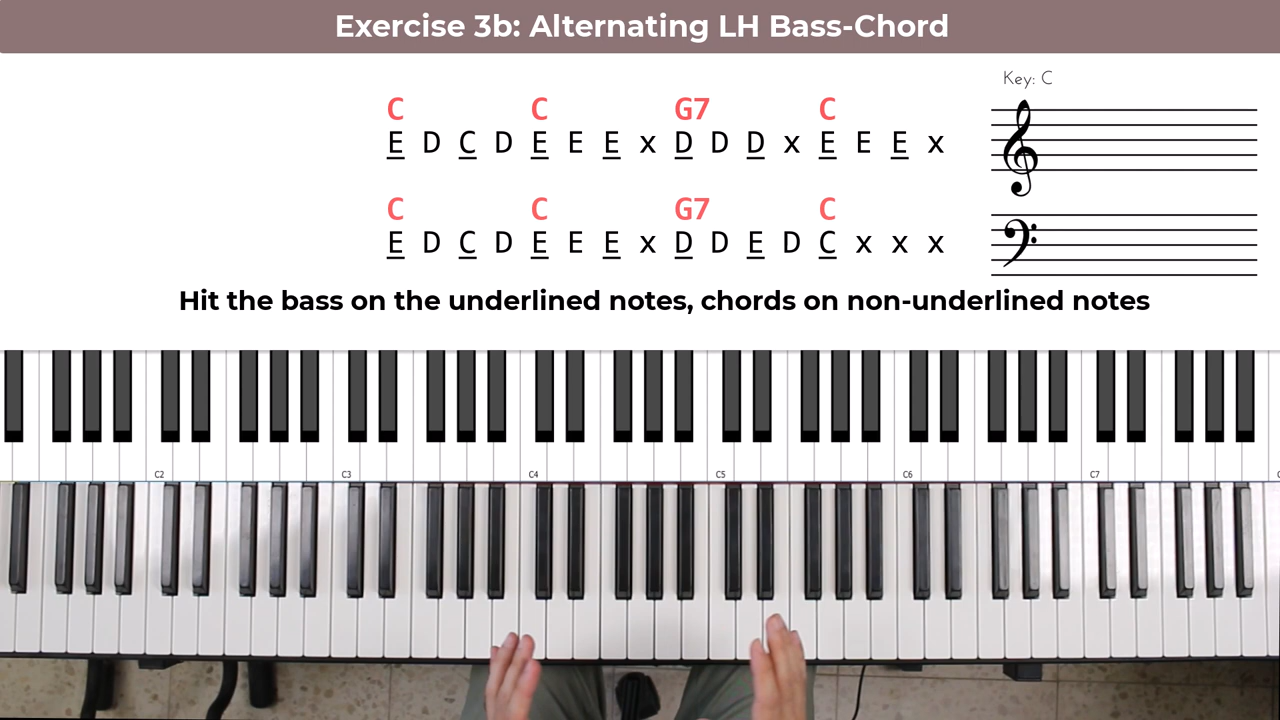 Exercise 3b: Alternating LH Bass-Chord
Key: C
C C G7 C
E D C D E E E x D D D x E E E x
C C G7 C
E D C D E E E x D D E D C x x x
Hit the bass on the underlined notes, chords on non-underlined notes
C2 C3 C4 C5 C6 C7